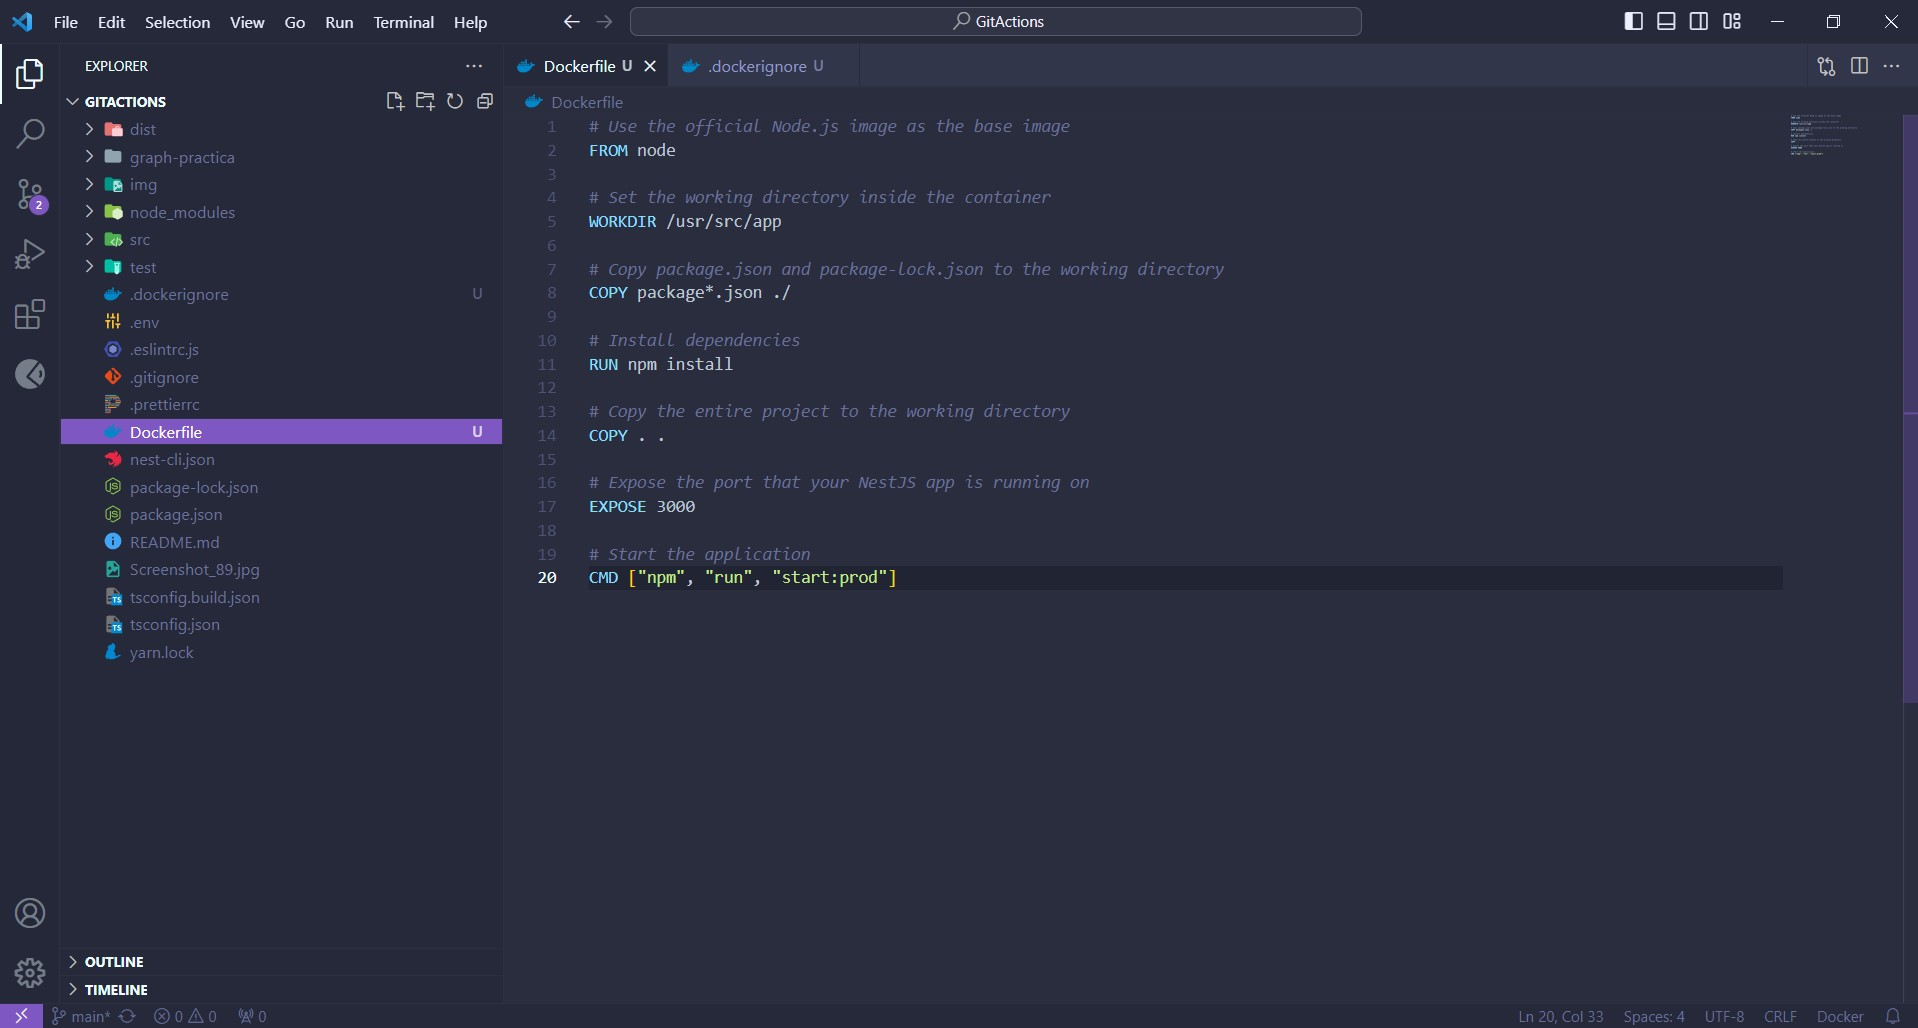 File Edit Selection View Go Run Terminal Help
GitActions
EXPLORER
GITACTIONS
dist
graph-practica
img
node_modules
src
test
.dockerignore U
.env
.eslintrc.js
.gitignore
.prettierrc
Dockerfile U
nest-cli.json
package-lock.json
package.json
README.md
Screenshot_89.jpg
tsconfig.build.json
tsconfig.json
yarn.lock
OUTLINE
TIMELINE
2
Dockerfile U
.dockerignore U
Dockerfile
1 # Use the official Node.js image as the base image
2 FROM node
3
4 # Set the working directory inside the container
5 WORKDIR /usr/src/app
6
7 # Copy package.json and package-lock.json to the working directory
8 COPY package*.json ./
9
10 # Install dependencies
11 RUN npm install
12
13 # Copy the entire project to the working directory
14 COPY . .
15
16 # Expose the port that your NestJS app is running on
17 EXPOSE 3000
18
19 # Start the application
20 CMD ["npm", "run", "start:prod"]
main* 0 0 0 Ln 20, Col 33 Spaces: 4 UTF-8 CRLF Docker